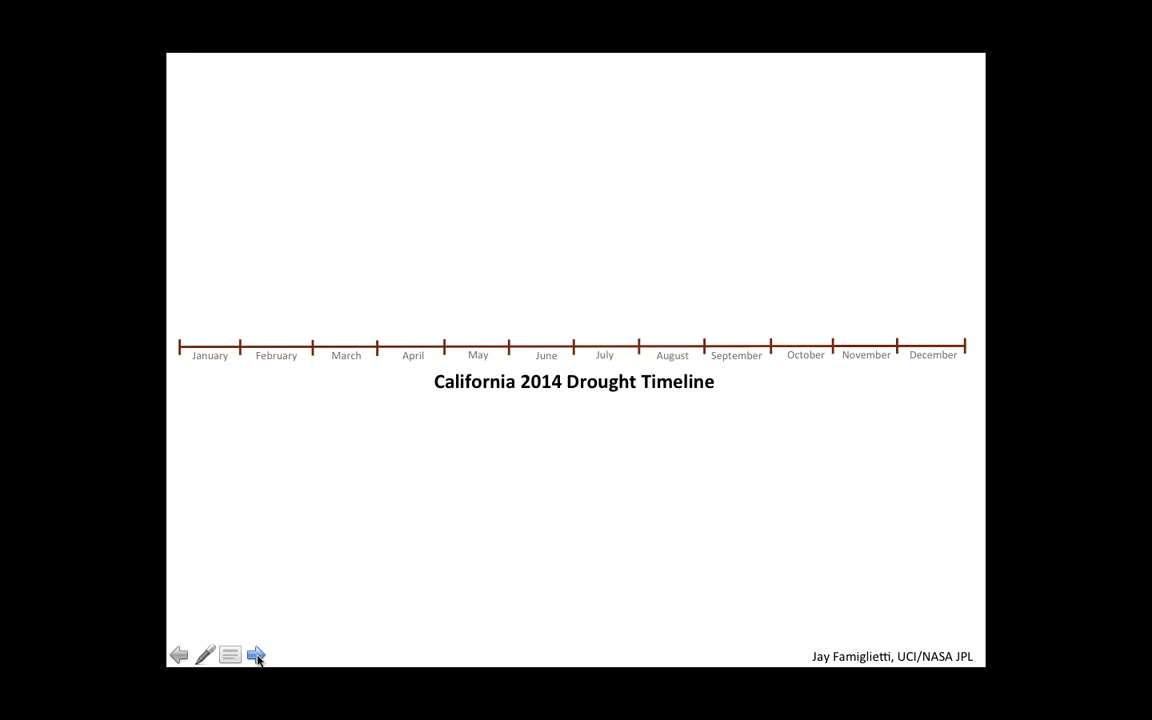 January February March April May June July August September October November December
California 2014 Drought Timeline
Jay Famiglietti, UCI/NASA JPL